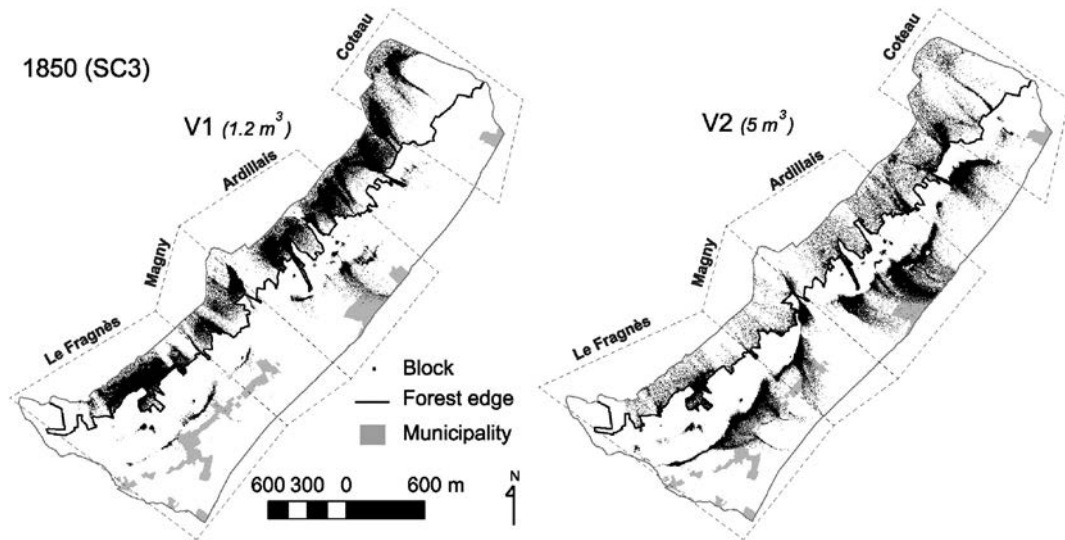 1850 (SC3)
V1 (1.2 m³)
Coteau
Ardillais
Magny
Le Fragnès
Block
Forest edge
Municipality
600 300 0 600 m
N
V2 (5 m³)
Coteau
Ardillais
Magny
Le Fragnès